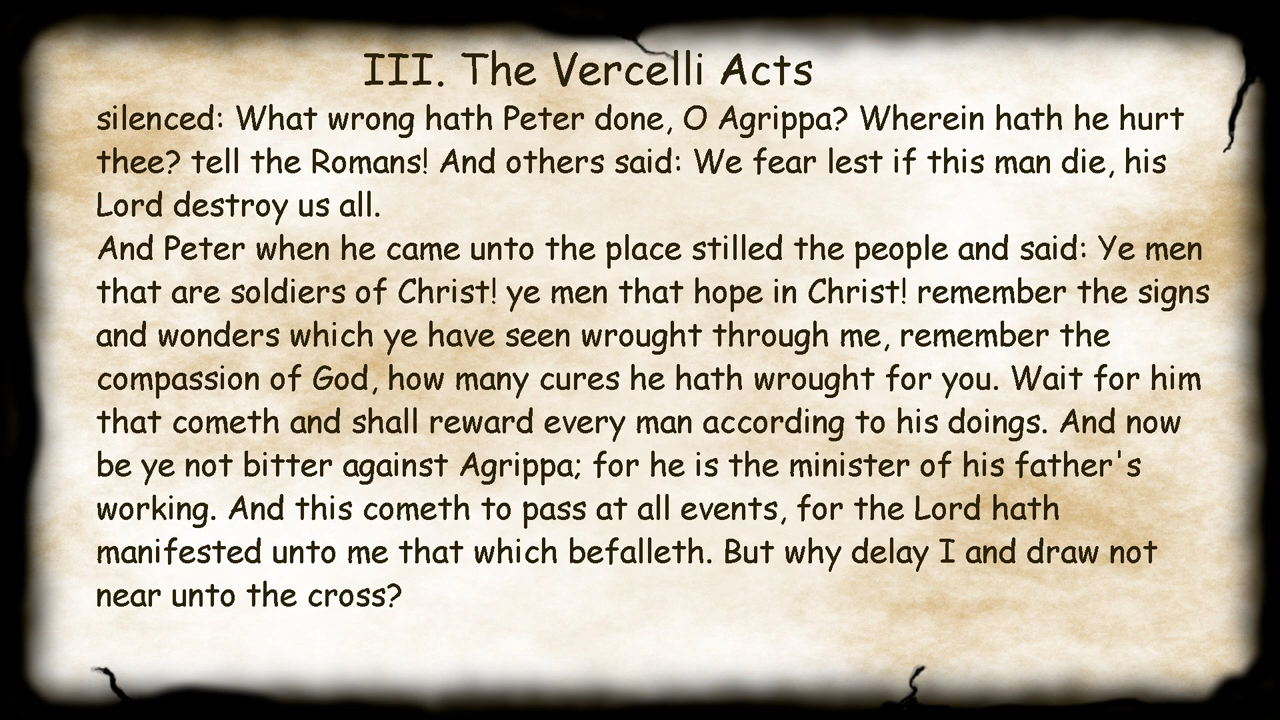 III. The Vercelli Acts
silenced: What wrong hath Peter done, O Agrippa? Wherein hath he hurt
thee? tell the Romans! And others said: We fear lest if this man die, his
Lord destroy us all.
And Peter when he came unto the place stilled the people and said: Ye men
that are soldiers of Christ! ye men that hope in Christ! remember the signs
and wonders which ye have seen wrought through me, remember the
compassion of God, how many cures he hath wrought for you. Wait for him
that cometh and shall reward every man according to his doings. And now
be ye not bitter against Agrippa; for he is the minister of his father's
working. And this cometh to pass at all events, for the Lord hath
manifested unto me that which befalleth. But why delay I and draw not
near unto the cross?